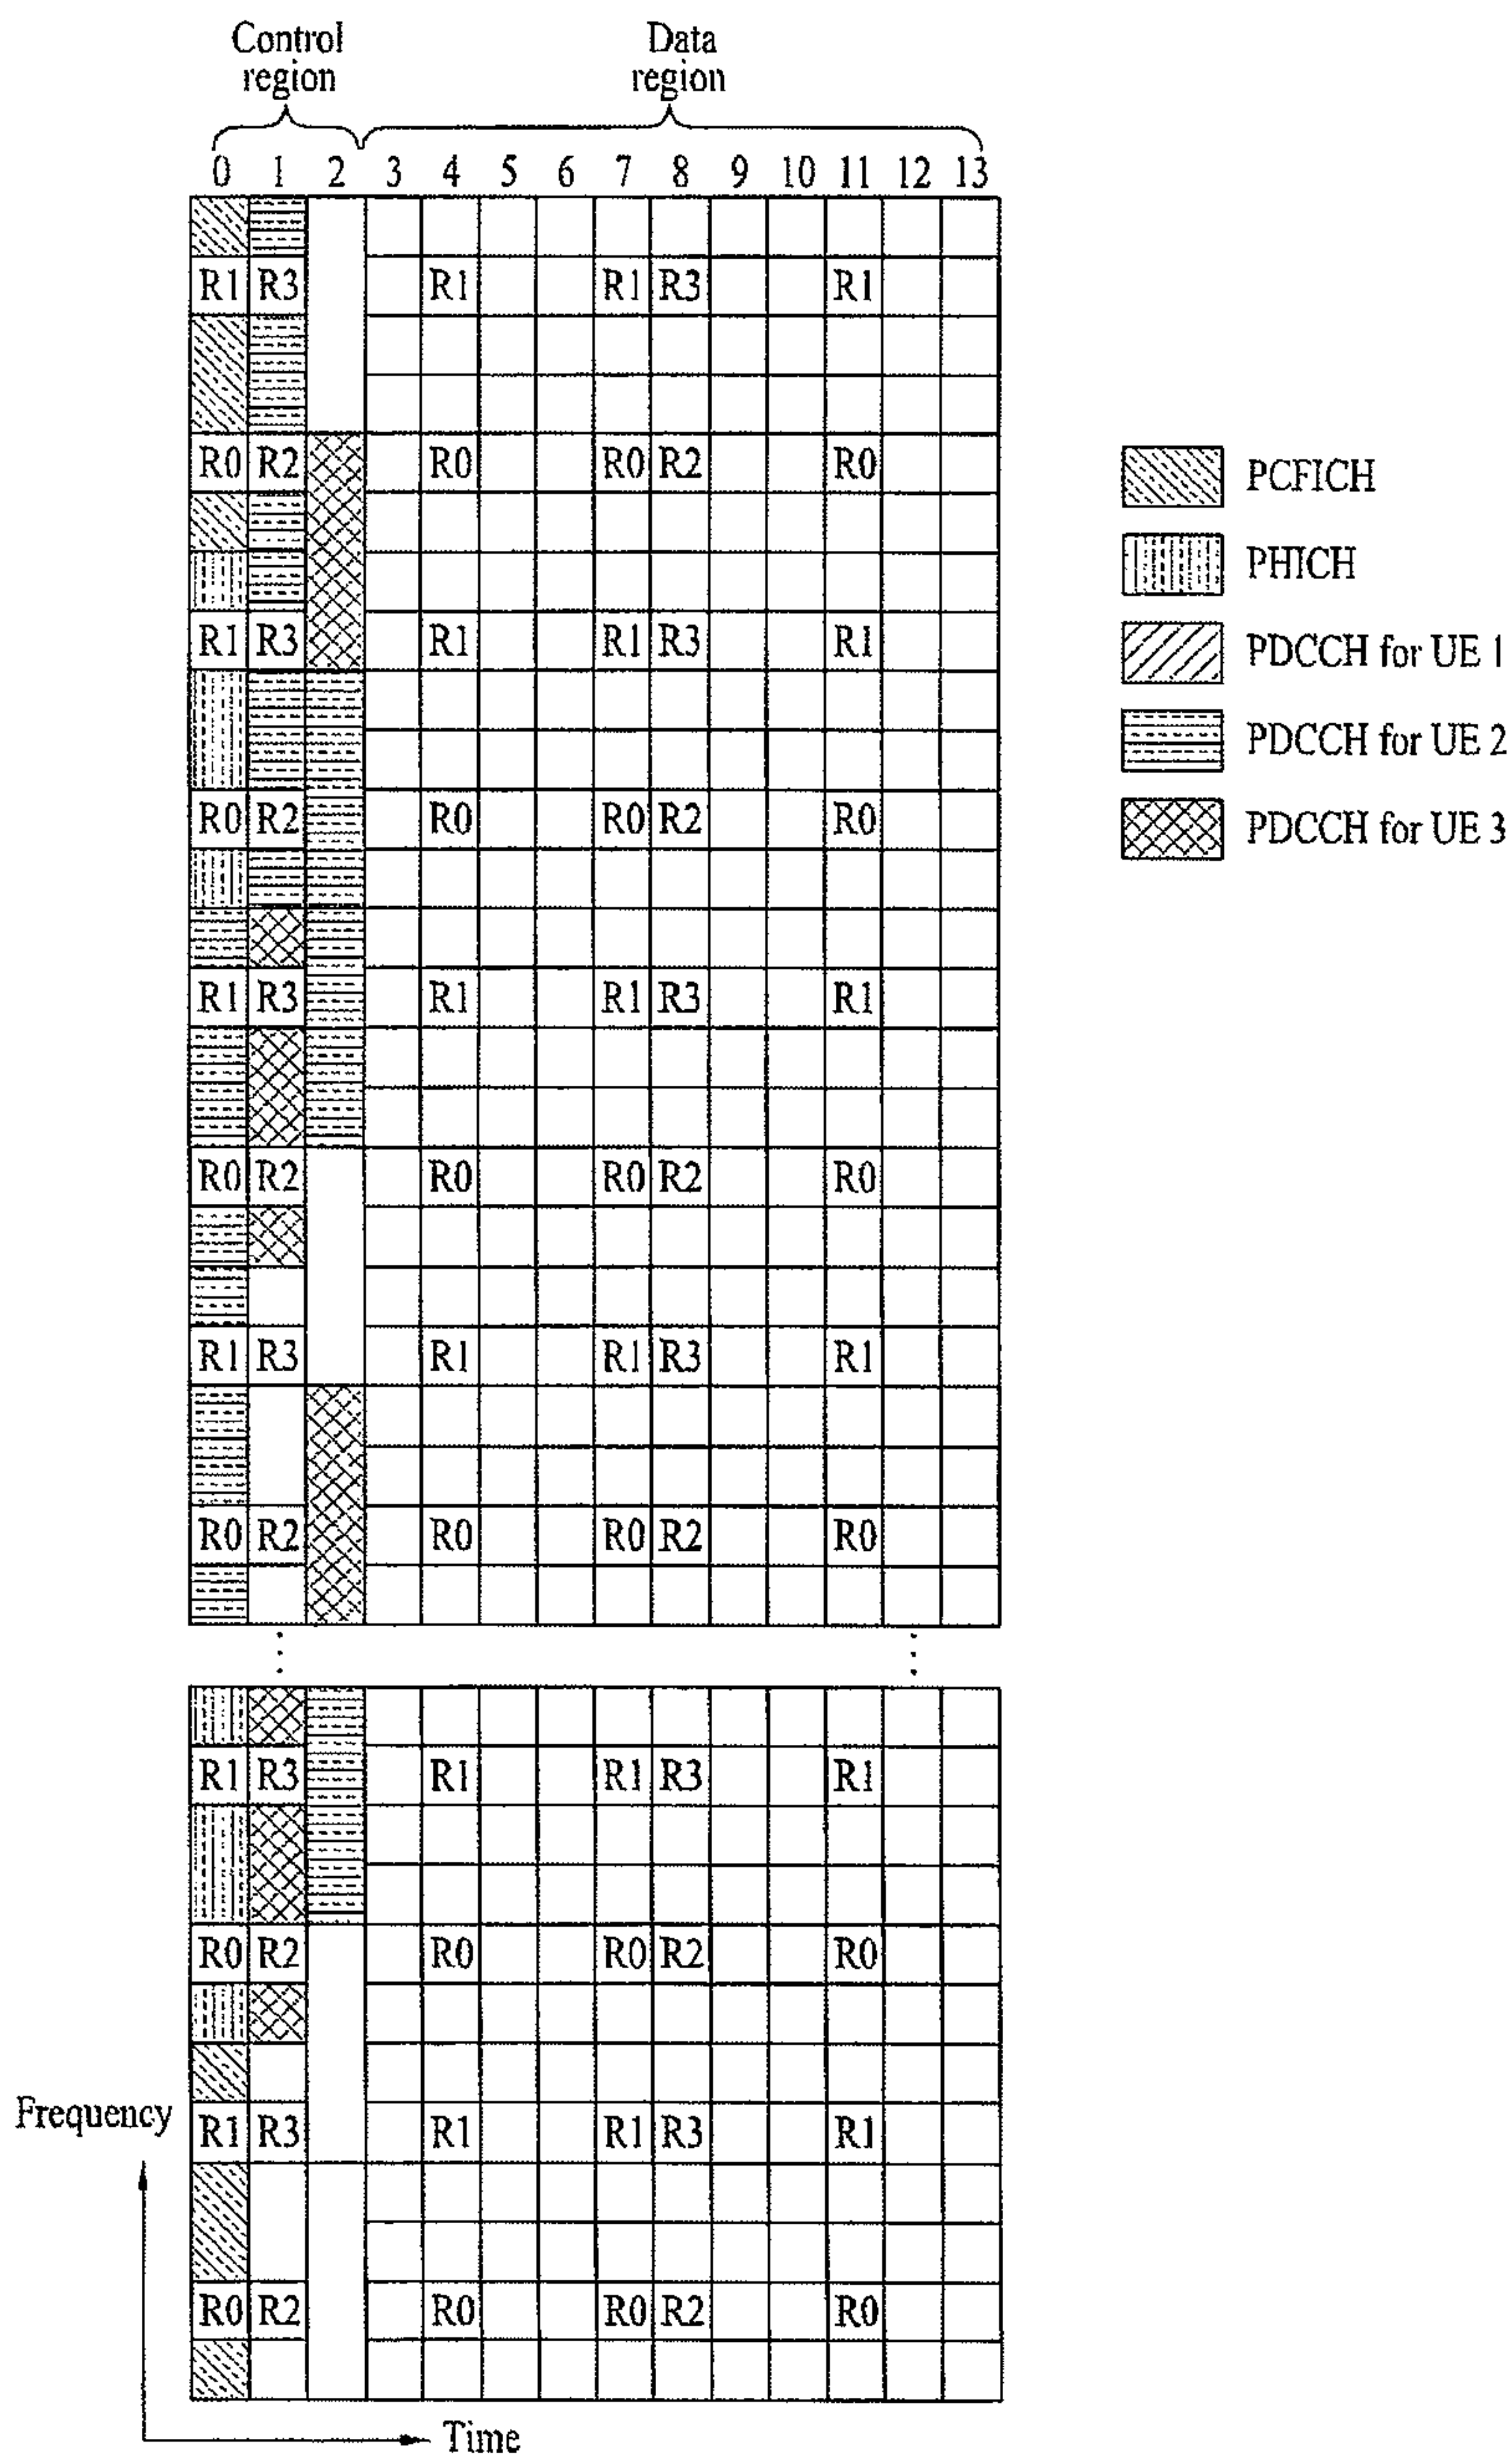 Control region
Data region
0 1 2 3 4 5 6 7 8 9 10 11 12 13
R1 R3 R1 R1 R3 R1
R0 R2 R0 R0 R2 R0
R1 R3 R1 R1 R3 R1
R0 R2 R0 R0 R2 R0
R1 R3 R1 R1 R3 R1
R0 R2 R0 R0 R2 R0
R1 R3 R1 R1 R3 R1
R0 R2 R0 R0 R2 R0
R1 R3 R1 R1 R3 R1
R0 R2 R0 R0 R2 R0
R1 R3 R1 R1 R3 R1
R0 R2 R0 R0 R2 R0
PCFICH
PHICH
PDCCH for UE 1
PDCCH for UE 2
PDCCH for UE 3
Frequency
Time